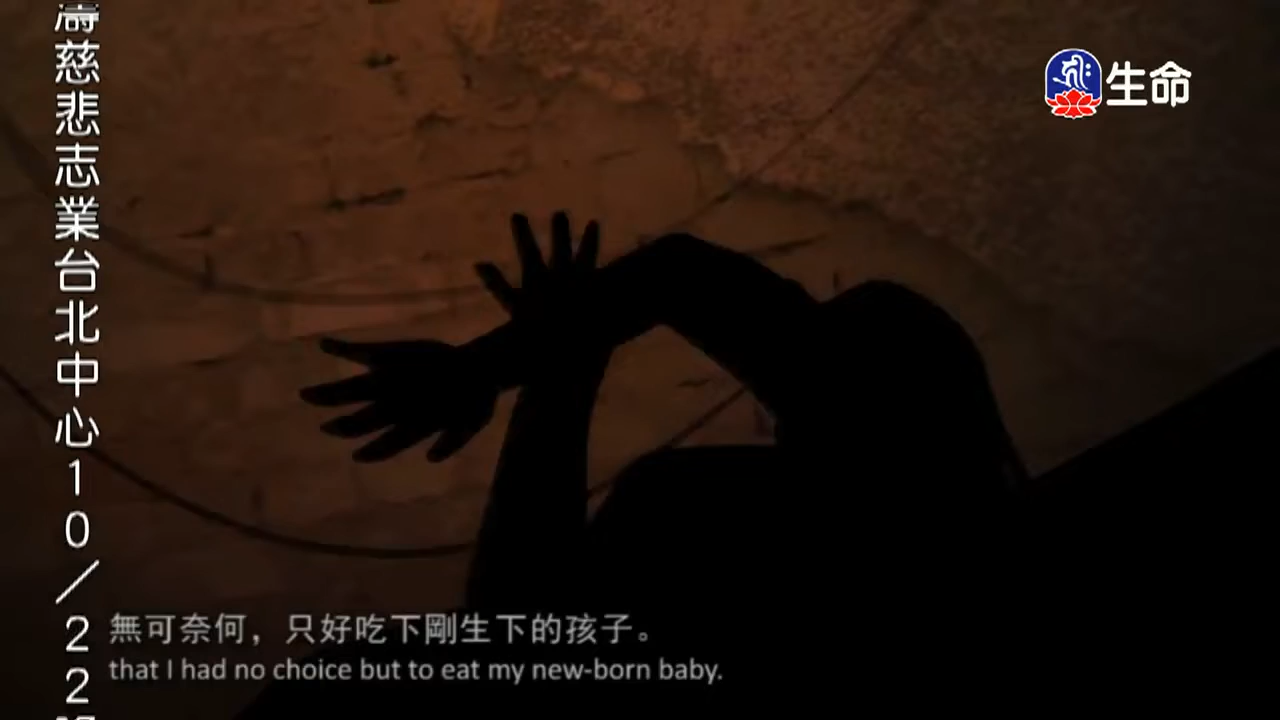 濤慈悲志業台北中心10/22
生命
無可奈何，只好吃下剛生下的孩子。
that I had no choice but to eat my new-born baby.